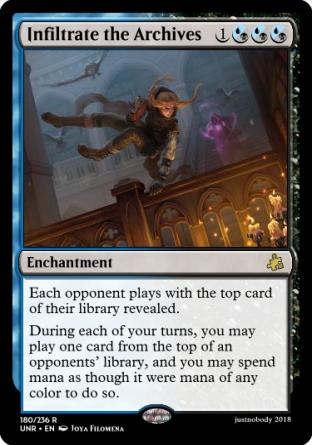 Infiltrate the Archives 1
Enchantment
Each opponent plays with the top card
of their library revealed.
During each of your turns, you may
play one card from the top of an
opponents' library, and you may spend
mana as though it were mana of any
color to do so.
180/236 R
UNR • EN Joya Filomena
justnobody 2018